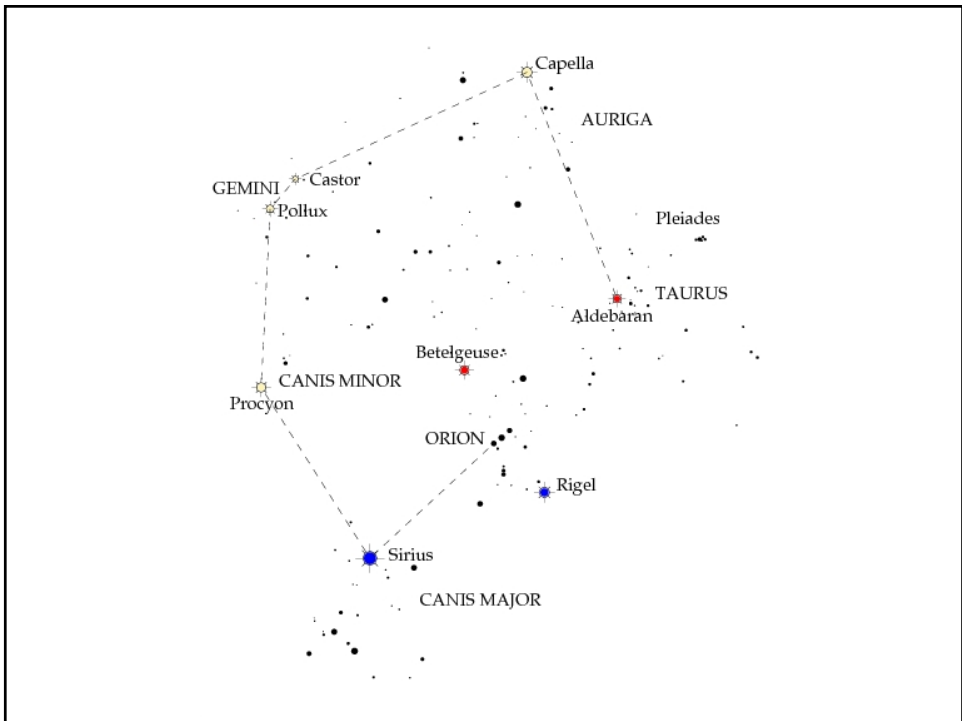 Capella
AURIGA
Castor
GEMINI
Pollux
Pleiades
TAURUS
Aldebaran
Betelgeuse
CANIS MINOR
Procyon
ORION
Rigel
Sirius
CANIS MAJOR